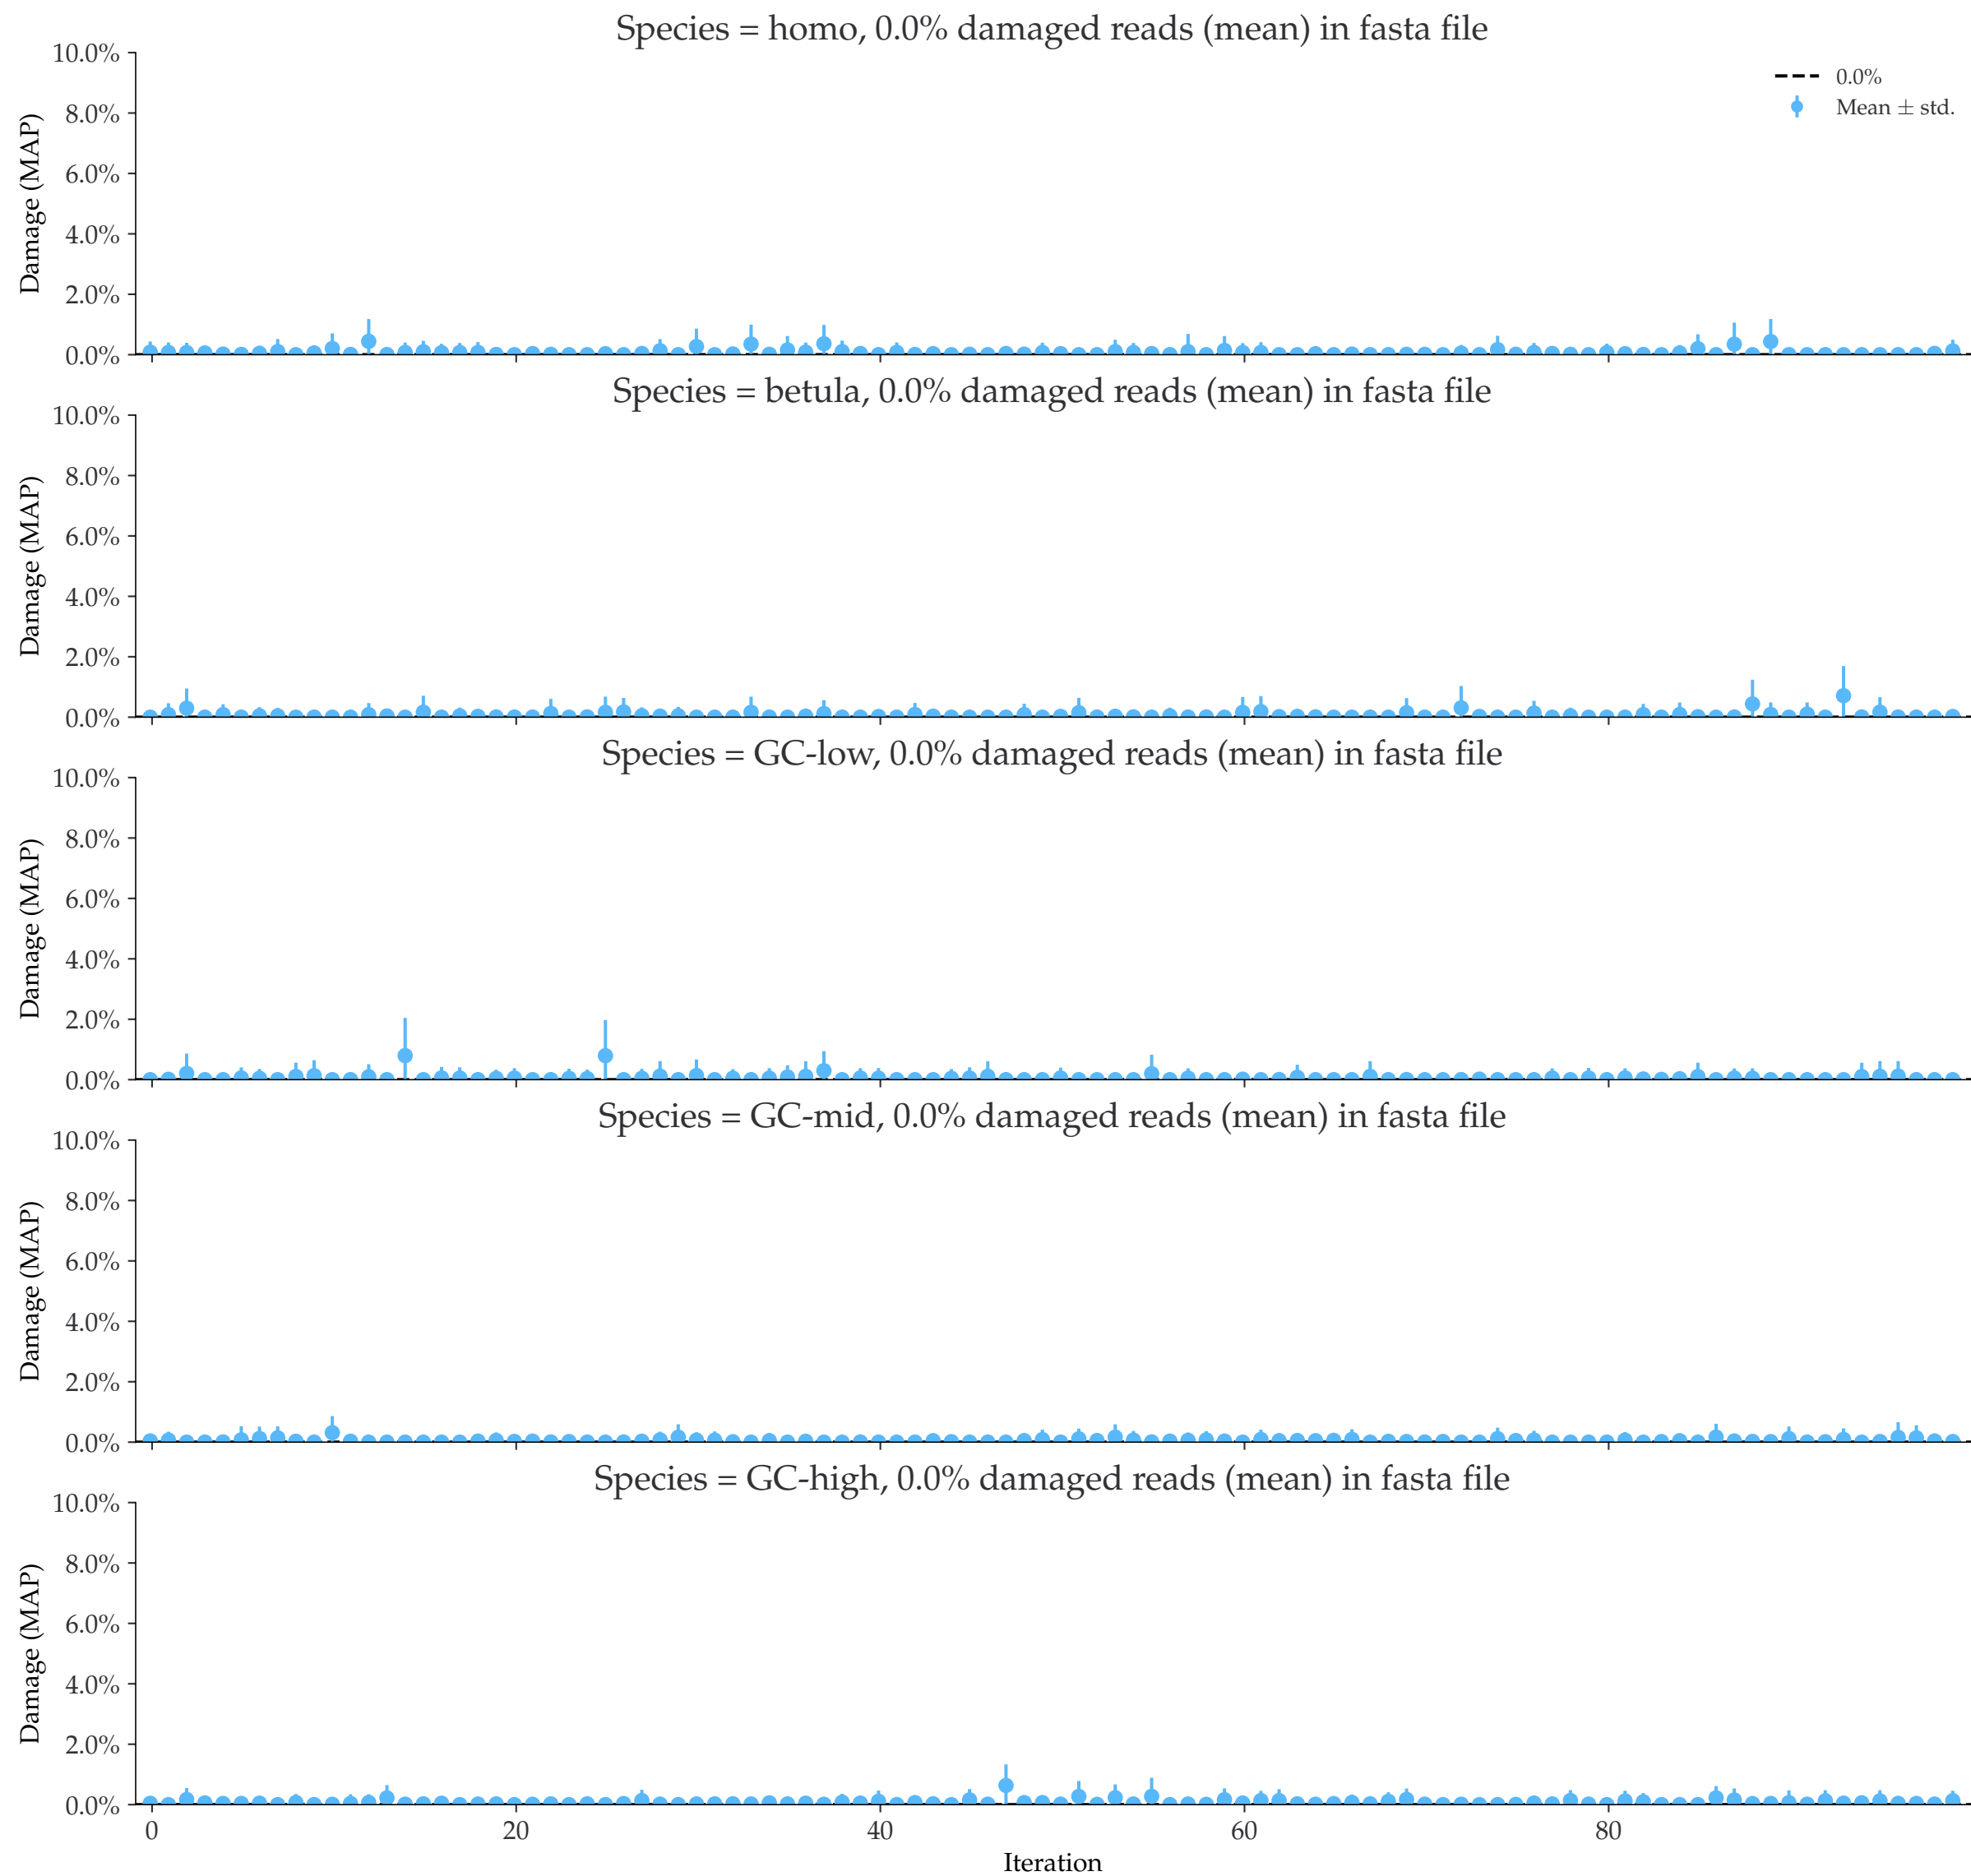 Species = homo, 0.0% damaged reads (mean) in fasta file
10.0%
8.0%
6.0%
4.0%
2.0%
0.0%
Damage (MAP)
0.0%
Mean ± std.
Species = betula, 0.0% damaged reads (mean) in fasta file
10.0%
8.0%
6.0%
4.0%
2.0%
0.0%
Damage (MAP)
Species = GC-low, 0.0% damaged reads (mean) in fasta file
10.0%
8.0%
6.0%
4.0%
2.0%
0.0%
Damage (MAP)
Species = GC-mid, 0.0% damaged reads (mean) in fasta file
10.0%
8.0%
6.0%
4.0%
2.0%
0.0%
Damage (MAP)
Species = GC-high, 0.0% damaged reads (mean) in fasta file
10.0%
8.0%
6.0%
4.0%
2.0%
0.0%
Damage (MAP)
0 20 40 60 80
Iteration